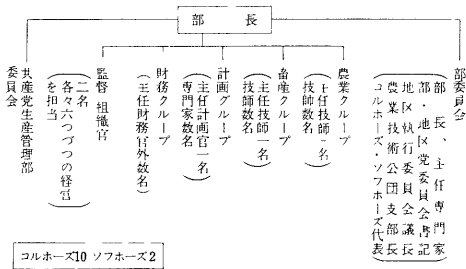 部長
部委員会
部長、主任専門家
部・地区党委員会書記
地区執行委員会議長
農業技術公団支部長
コルホーズ・ソフホーズ代表
農業クループ
主任技師一名
技師数名
畜産クループ
主任技師一名
技師数名
計画グループ
主任計画官一名
専門家数名
財務クループ
(主任財務官外数名)
監督組織官
二名
各々六つづつの経営
を担当
共産党生産管理部
委員会
コルホーズ10 ソフホーズ2